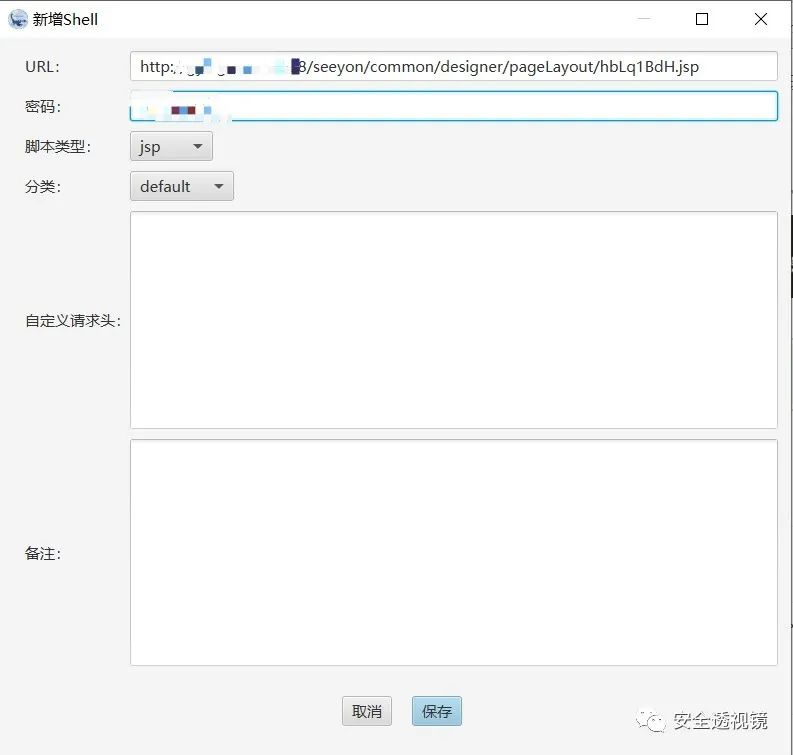 新增Shell
URL:
http:
8/seeyon/common/designer/pageLayout/hbLq1BdH.jsp
密码:
脚本类型:
jsp
分类:
default
自定义请求头:
备注:
取消
保存
安全透视镜